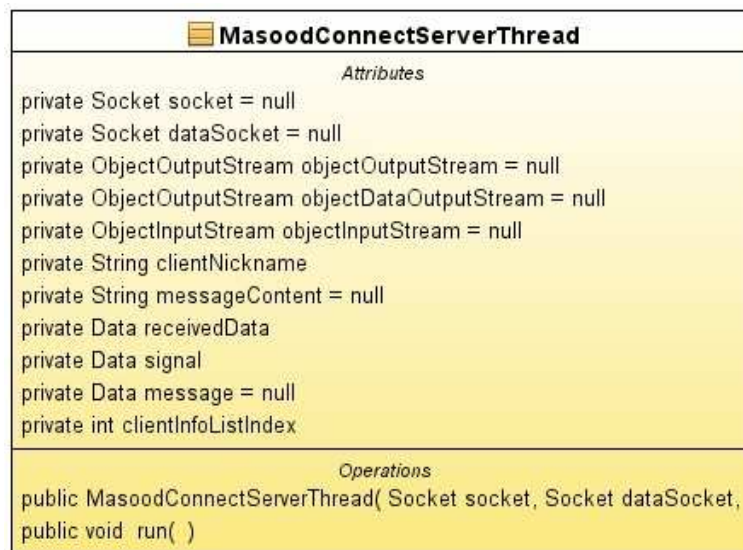 MasoodConnectServerThread
Attributes
private Socket socket = null
private Socket dataSocket = null
private ObjectOutputStream objectOutputStream = null
private ObjectOutputStream objectDataOutputStream = null
private ObjectInputStream objectInputStream = null
private String clientNickname
private String messageContent = null
private Data receivedData
private Data signal
private Data message = null
private int clientInfoListIndex
Operations
public MasoodConnectServerThread( Socket socket, Socket dataSocket,
public void run( )